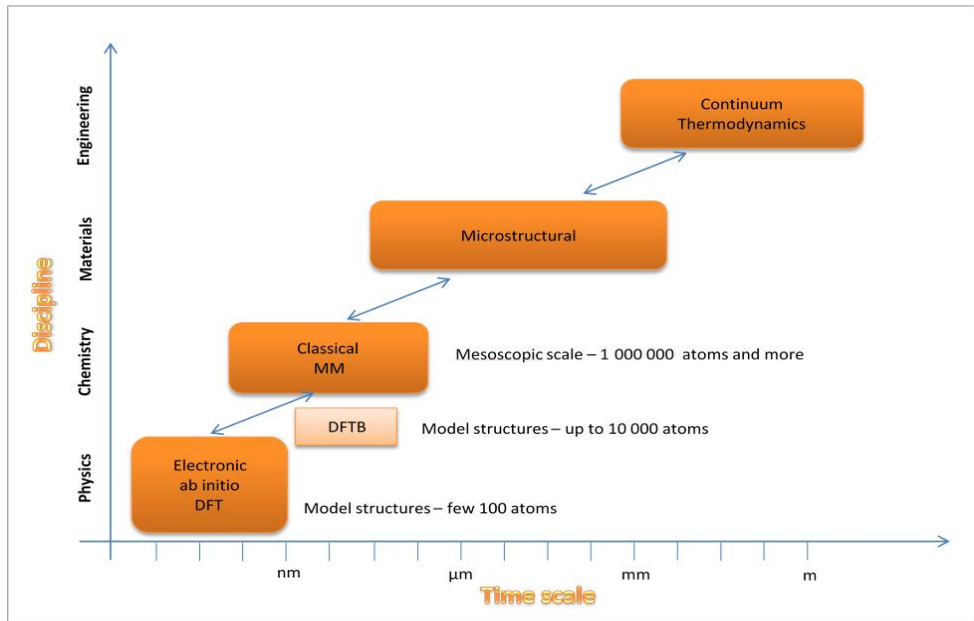 Engineering
Continuum
Thermodynamics
Materials
Microstructural
Discipline
Chemistry
Classical
MM
Mesoscopic scale – 1 000 000 atoms and more
DFTB
Model structures – up to 10 000 atoms
Physics
Electronic
ab initio
DFT
Model structures – few 100 atoms
nm
μm
mm
m
Time scale